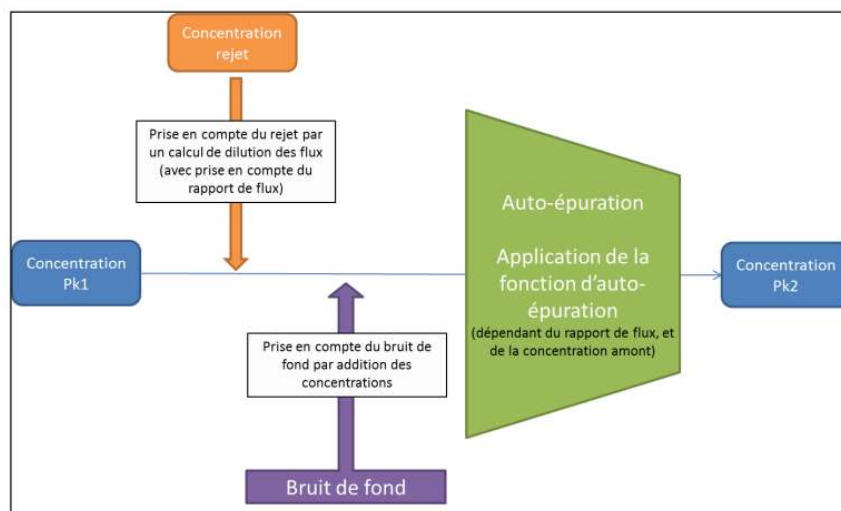 Concentration
rejet
Prise en compte du rejet par
un calcul de dilution des flux
(avec prise en compte du
rapport de flux)
Concentration
Pk1
Prise en compte du bruit de
fond par addition des
concentrations
Bruit de fond
Auto-épuration
Application de la
fonction d'auto-
épuration
(dépendant du rapport de flux, et
de la concentration amont)
Concentration
Pk2